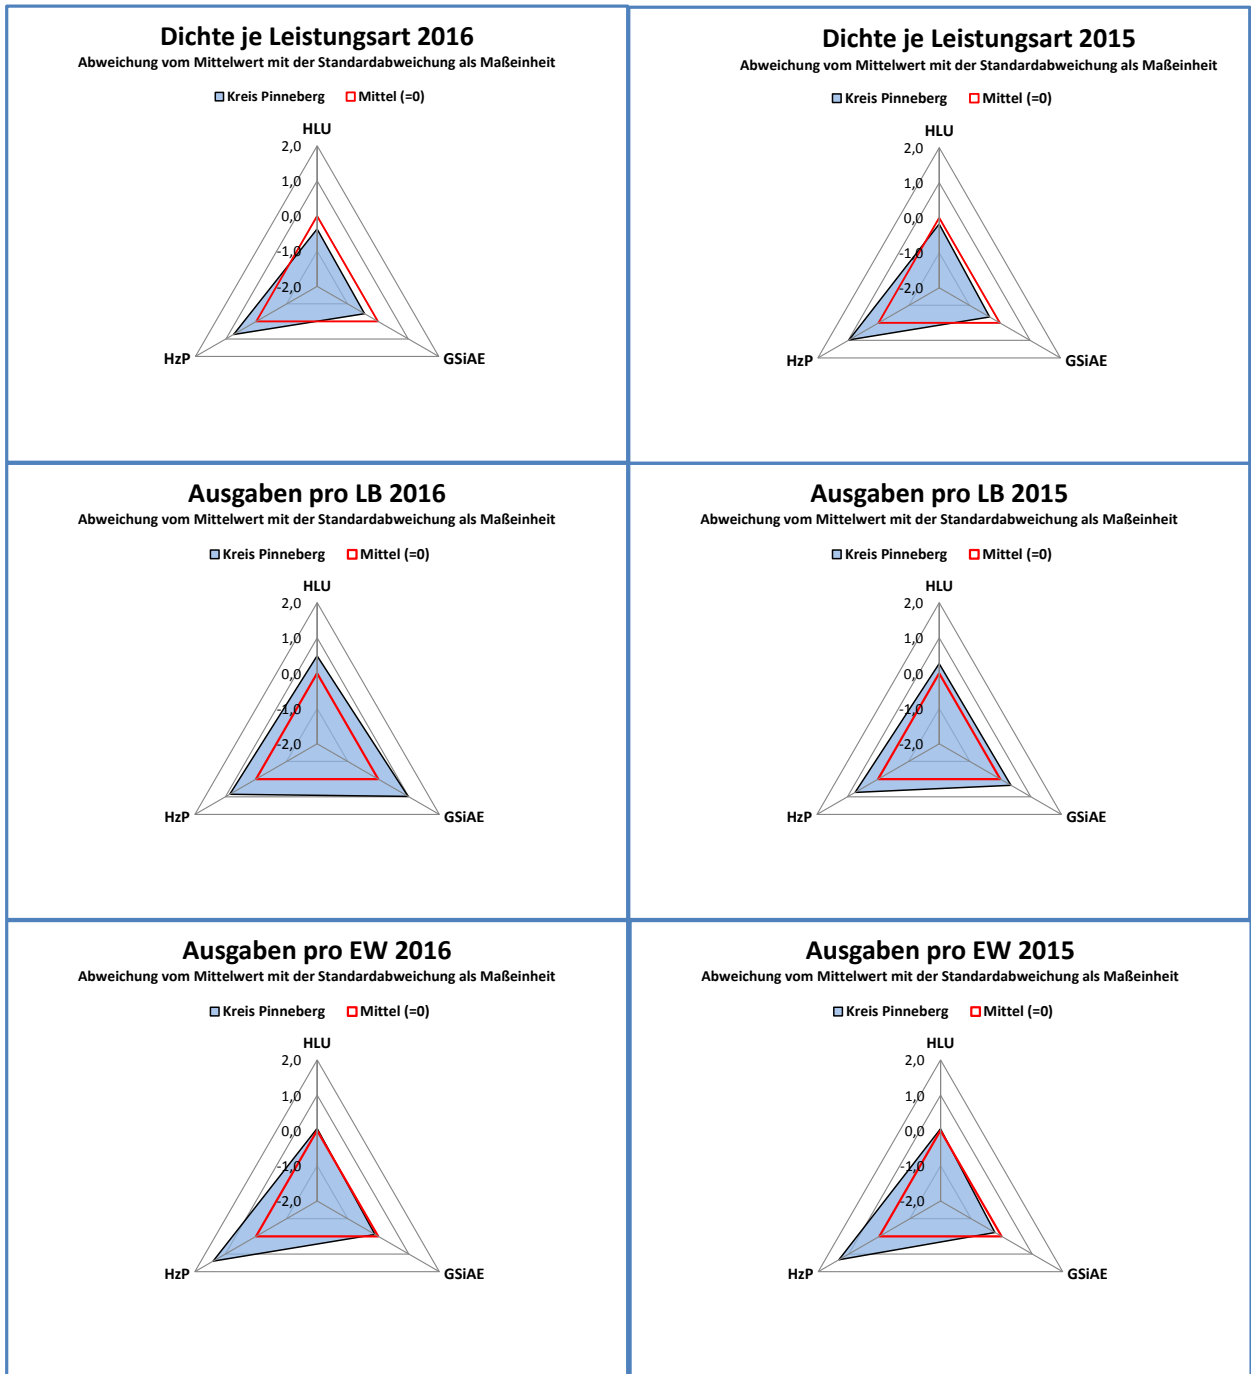 Dichte je Leistungsart 2016
Abweichung vom Mittelwert mit der Standardabweichung als Maßeinheit
Kreis Pinneberg Mittel (=0)
HLU
2,0
1,0
0,0
-1,0
-2,0
HzP GSiAE
Dichte je Leistungsart 2015
Abweichung vom Mittelwert mit der Standardabweichung als Maßeinheit
Kreis Pinneberg Mittel (=0)
HLU
2,0
1,0
0,0
-1,0
-2,0
HzP GSiAE
Ausgaben pro LB 2016
Abweichung vom Mittelwert mit der Standardabweichung als Maßeinheit
Kreis Pinneberg Mittel (=0)
HLU
2,0
1,0
0,0
-1,0
-2,0
HzP GSiAE
Ausgaben pro LB 2015
Abweichung vom Mittelwert mit der Standardabweichung als Maßeinheit
Kreis Pinneberg Mittel (=0)
HLU
2,0
1,0
0,0
-1,0
-2,0
HzP GSiAE
Ausgaben pro EW 2016
Abweichung vom Mittelwert mit der Standardabweichung als Maßeinheit
Kreis Pinneberg Mittel (=0)
HLU
2,0
1,0
0,0
-1,0
-2,0
HzP GSiAE
Ausgaben pro EW 2015
Abweichung vom Mittelwert mit der Standardabweichung als Maßeinheit
Kreis Pinneberg Mittel (=0)
HLU
2,0
1,0
0,0
-1,0
-2,0
HzP GSiAE